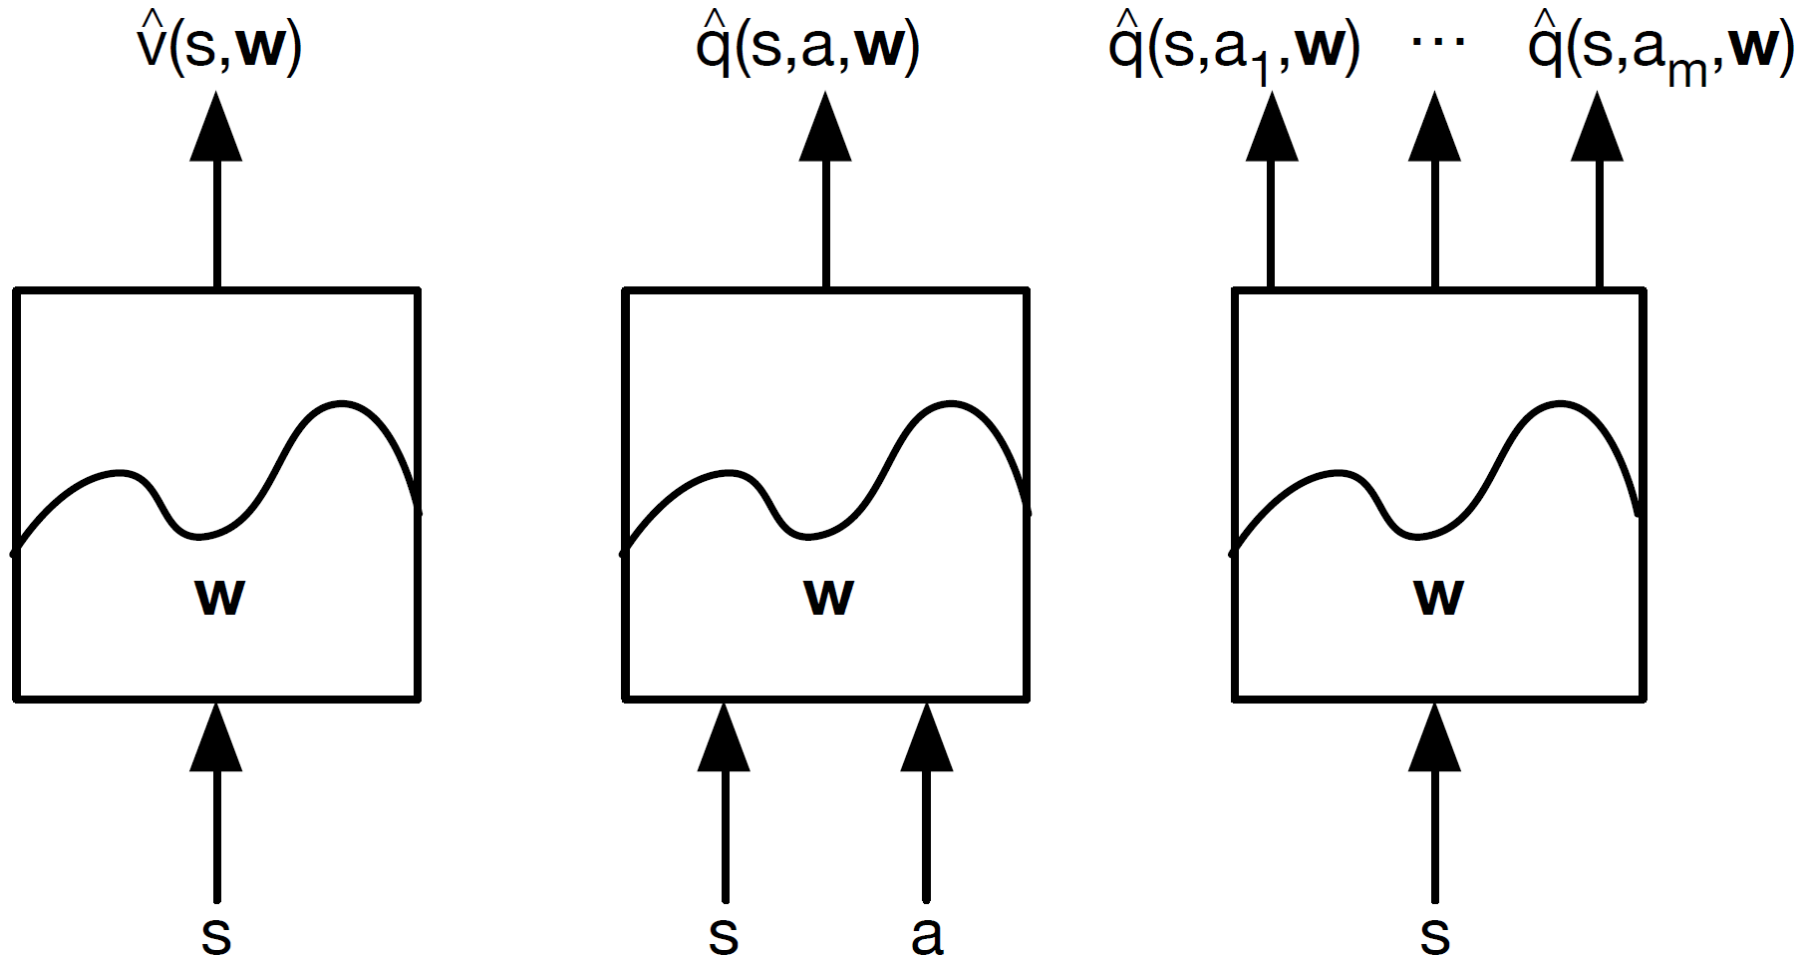 v̂(s,w) q̂(s,a,w) q̂(s,a₁,w) ⋯ q̂(s,aₘ,w)
w w w
s s a s